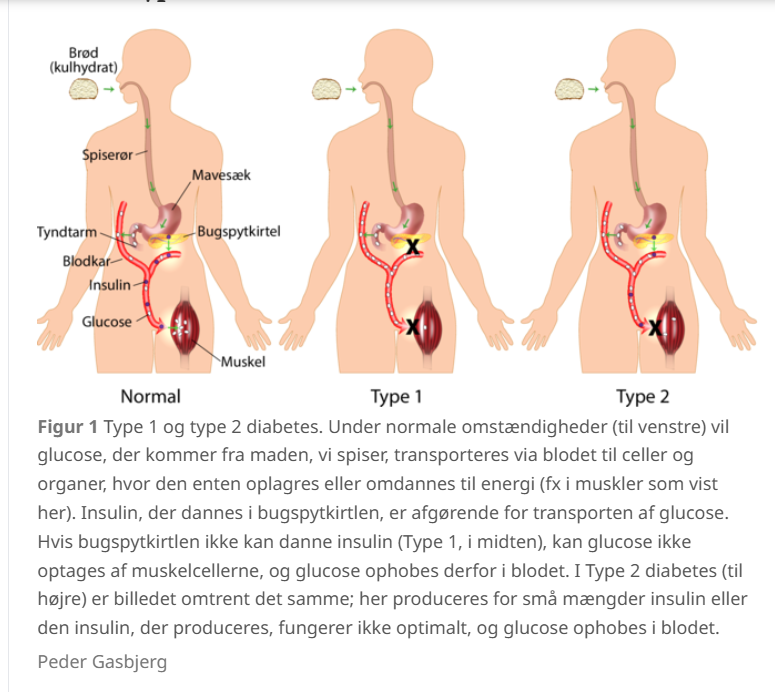 Brød
(kulhydrat)
Spiserør
Mavesæk
Tyndtarm
Bugspytkirtel
Blodkar
Insulin
Glucose
Muskel
X
X
X
Normal
Type 1
Type 2
Figur 1 Type 1 og type 2 diabetes. Under normale omstændigheder (til venstre) vil
glucose, der kommer fra maden, vi spiser, transporteres via blodet til celler og
organer, hvor den enten oplagres eller omdannes til energi (fx i muskler som vist
her). Insulin, der dannes i bugspytkirtlen, er afgørende for transporten af glucose.
Hvis bugspytkirtlen ikke kan danne insulin (Type 1, i midten), kan glucose ikke
optages af muskelcellerne, og glucose ophobes derfor i blodet. I Type 2 diabetes (til
højre) er billedet omtrent det samme; her produceres for små mængder insulin eller
den insulin, der produceres, fungerer ikke optimalt, og glucose ophobes i blodet.
Peder Gasbjerg